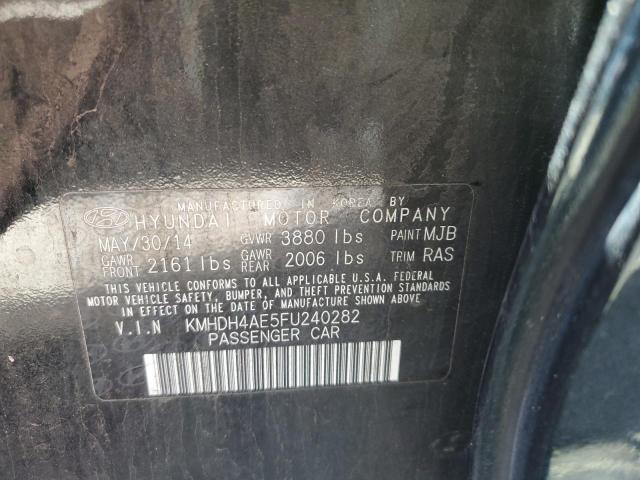 MANUFACTURED IN KOREA BY
HYUNDAI MOTOR COMPANY
MAY/30/14 GVWR 3880 lbs PAINT MJB
GAWR FRONT 2161 lbs GAWR REAR 2006 lbs TRIM RAS
THIS VEHICLE CONFORMS TO ALL APPLICABLE U.S.A. FEDERAL
MOTOR VEHICLE SAFETY, BUMPER, AND THEFT PREVENTION STANDARDS
IN EFFECT ON THE DATE OF MANUFACTURE SHOWN ABOVE.
V.I.N KMHDH4AE5FU240282
PASSENGER CAR